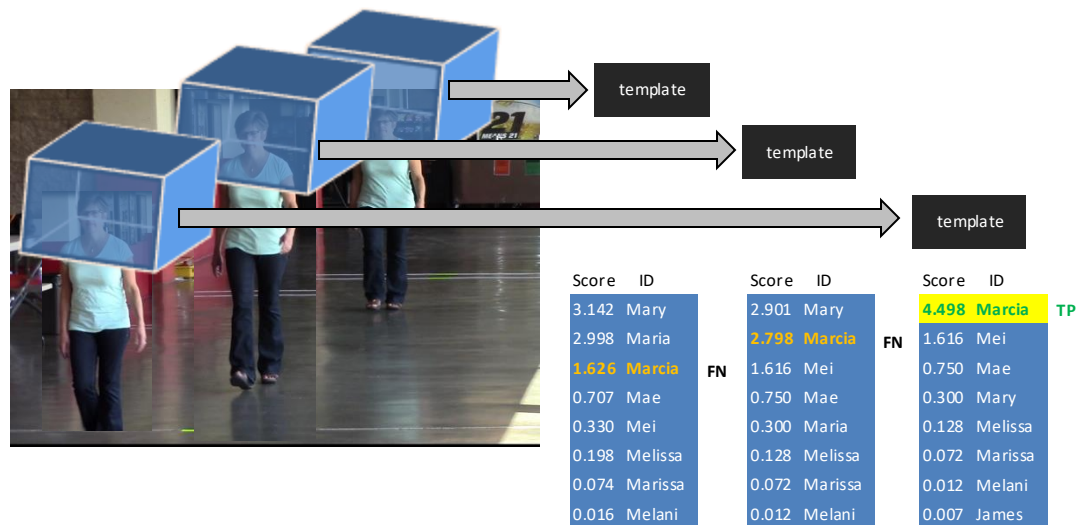 template
21
MEANS 21
template
template
Score ID
3.142 Mary
2.998 Maria
1.626 Marcia FN
0.707 Mae
0.330 Mei
0.198 Melissa
0.074 Marissa
0.016 Melani
Score ID
2.901 Mary
2.798 Marcia FN
1.616 Mei
0.750 Mae
0.300 Maria
0.128 Melissa
0.072 Marissa
0.012 Melani
Score ID
4.498 Marcia TP
1.616 Mei
0.750 Mae
0.300 Mary
0.128 Melissa
0.072 Marissa
0.012 Melani
0.007 James